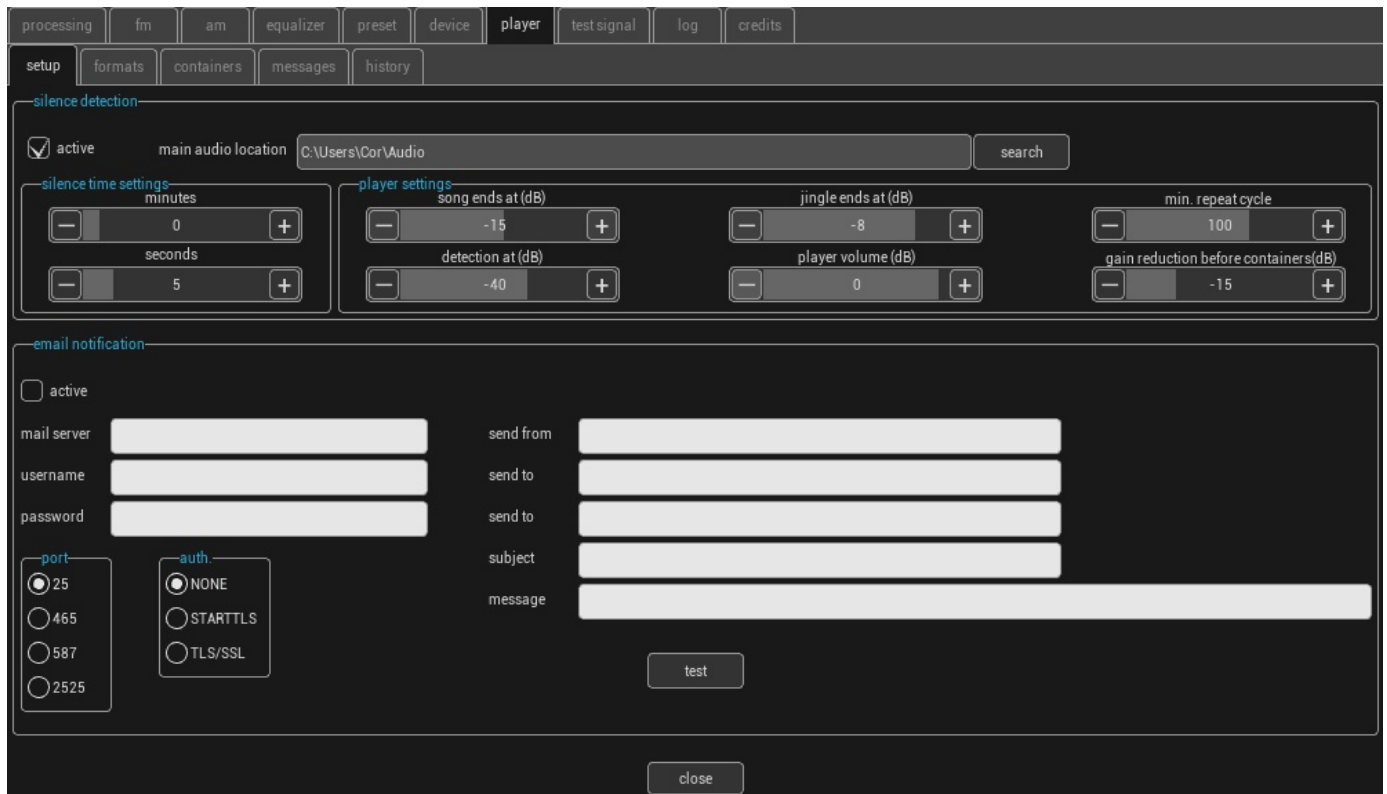 processing fm am equalizer preset device player test signal log credits
setup formats containers messages history
silence detection
active main audio location C:\Users\Cor\Audio search
silence time settings player settings
minutes song ends at (dB) jingle ends at (dB) min. repeat cycle
0 -15 -8 100
seconds detection at (dB) player volume (dB) gain reduction before containers(dB)
5 -40 0 -15
email notification
active
mail server send from
username send to
password send to
port auth. subject
25 NONE
message
465 STARTTLS
587 TLS/SSL
test
2525
close